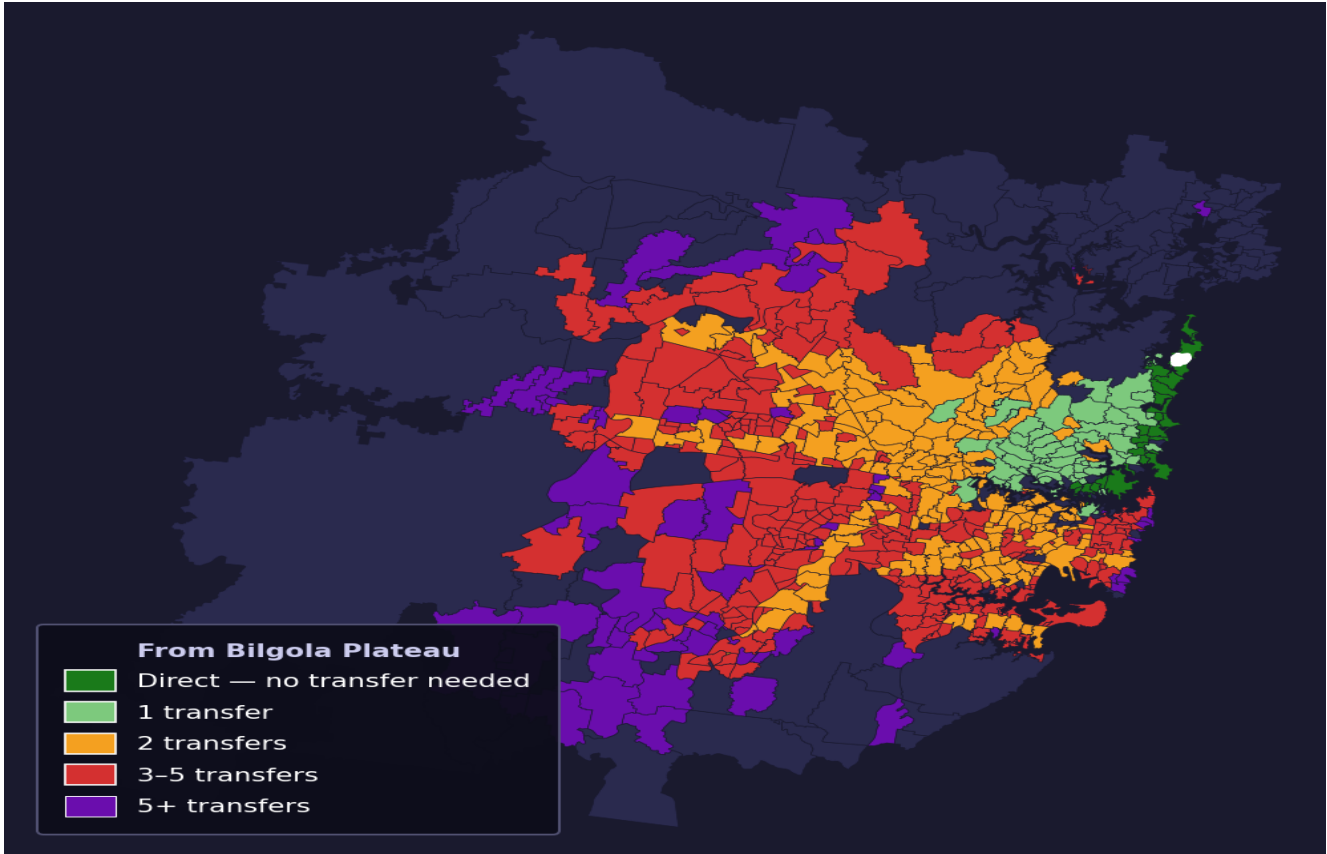 From Bilgola Plateau
Direct — no transfer needed
1 transfer
2 transfers
3–5 transfers
5+ transfers